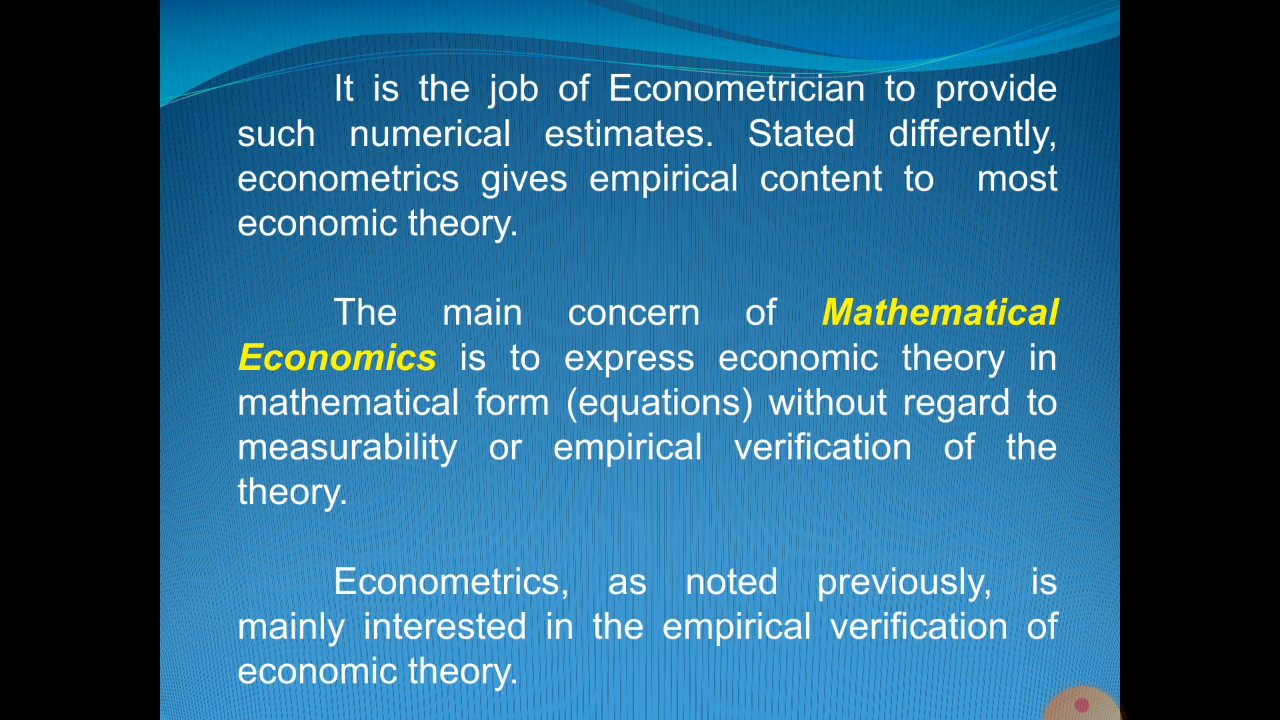 It is the job of Econometrician to provide
such numerical estimates. Stated differently,
econometrics gives empirical content to most
economic theory.
The main concern of Mathematical
Economics is to express economic theory in
mathematical form (equations) without regard to
measurability or empirical verification of the
theory.
Econometrics, as noted previously, is
mainly interested in the empirical verification of
economic theory.